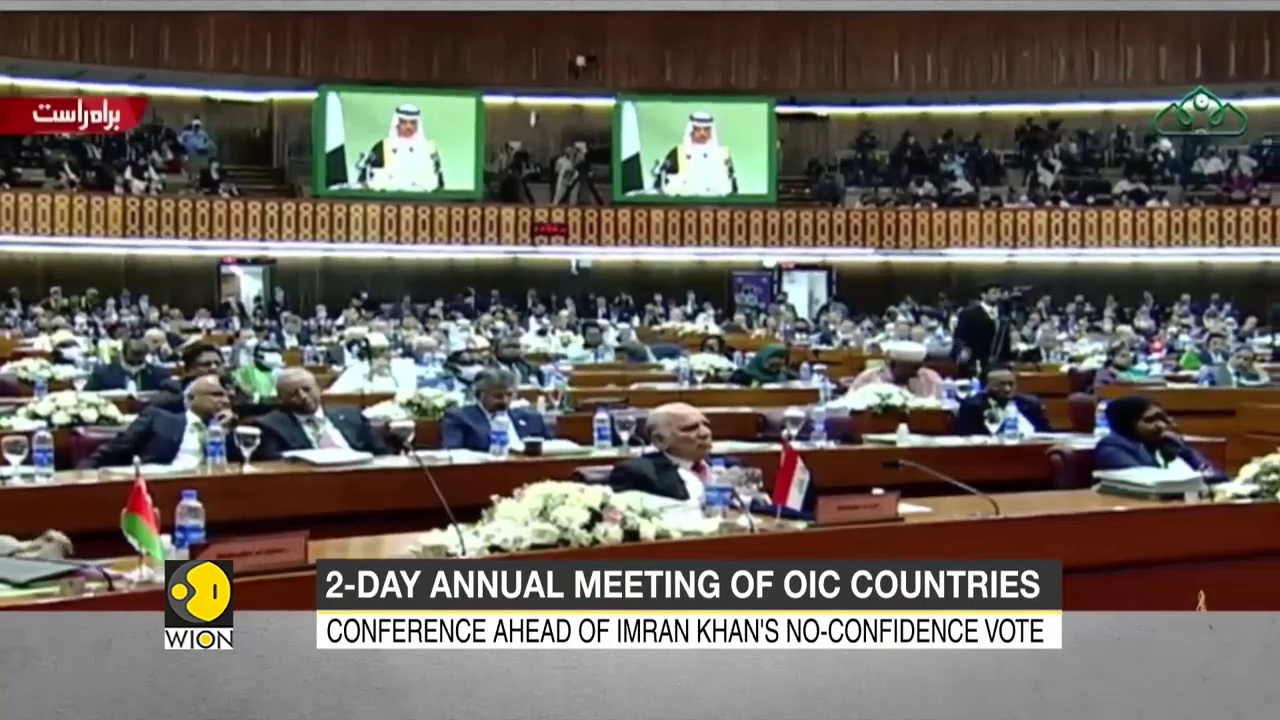 براہ راست
2-DAY ANNUAL MEETING OF OIC COUNTRIES
CONFERENCE AHEAD OF IMRAN KHAN'S NO-CONFIDENCE VOTE
WION